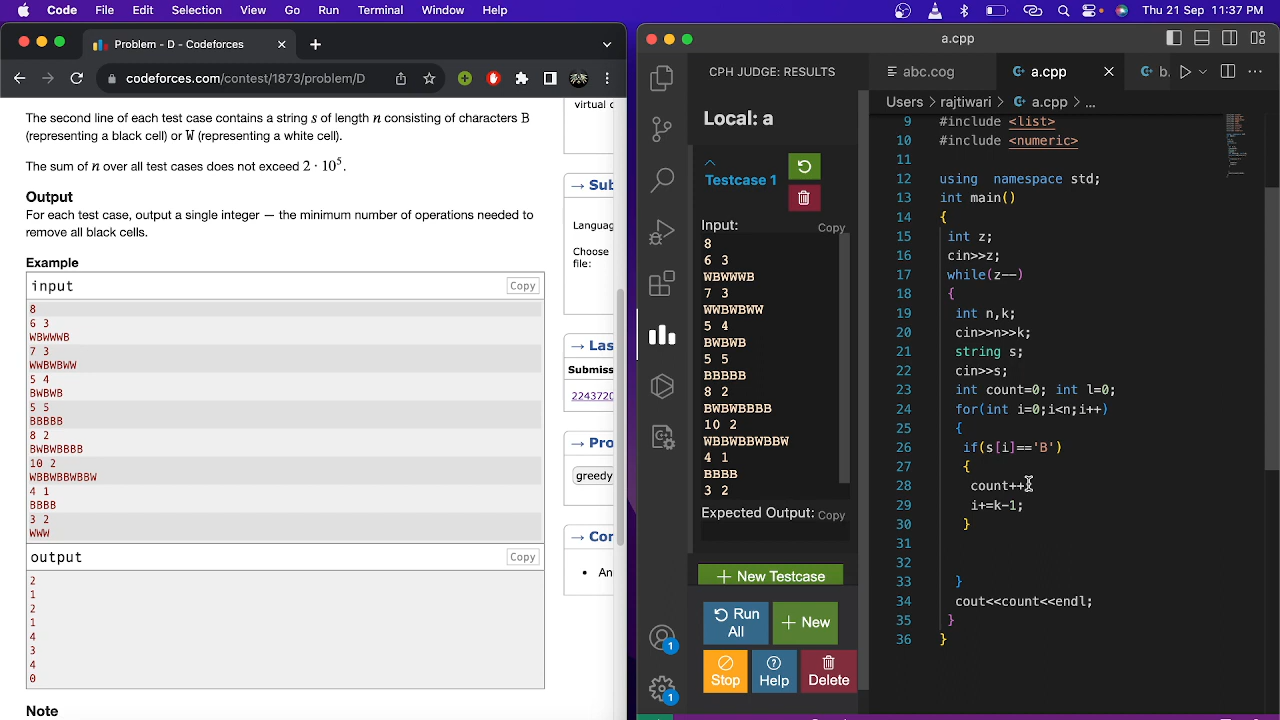 Code File Edit Selection View Go Run Terminal Window Help Thu 21 Sep 11:37 PM
Problem - D - Codeforces
codeforces.com/contest/1873/problem/D
The second line of each test case contains a string s of length n consisting of characters B
(representing a black cell) or W (representing a white cell).
The sum of n over all test cases does not exceed 2 · 10⁵.
Output
For each test case, output a single integer — the minimum number of operations needed to
remove all black cells.
Example
input
Copy
8
6 3
WBWWWB
7 3
WWBWBWW
5 4
BWBWB
5 5
BBBBB
8 2
BWBWBBBB
10 2
WBBWBBWBBW
4 1
BBBB
3 2
WWW
output
Copy
2
1
2
1
4
3
4
0
Note
virtual c
→ Sub
Languag
Choose
file:
→ Las
Submiss
2243720
→ Pro
greedy
→ Cor
• An
a.cpp
CPH JUDGE: RESULTS
Local: a
Testcase 1
Input:
Copy
8
6 3
WBWWWB
7 3
WWBWBWW
5 4
BWBWB
5 5
BBBBB
8 2
BWBWBBBB
10 2
WBBWBBWBBW
4 1
BBBB
3 2
Expected Output: Copy
+ New Testcase
Run All
+ New
Stop
Help
Delete
1
1
abc.cog
a.cpp
b.
Users > rajtiwari > a.cpp > ...
9 #include <list>
10 #include <numeric>
11
12 using namespace std;
13 int main()
14 {
15 int z;
16 cin>>z;
17 while(z--)
18 {
19 int n,k;
20 cin>>n>>k;
21 string s;
22 cin>>s;
23 int count=0; int l=0;
24 for(int i=0;i<n;i++)
25 {
26 if(s[i]=='B')
27 {
28 count++;
29 i+=k-1;
30 }
31
32
33 }
34 cout<<count<<endl;
35 }
36 }